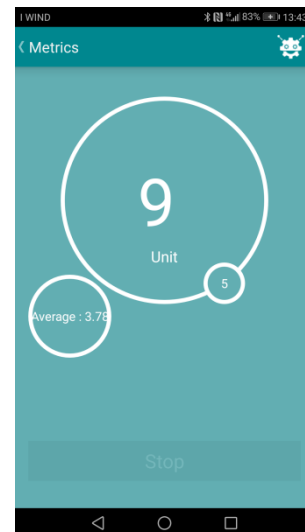 I WIND 83% 13:43
Metrics
9
Unit
5
Average : 3.78
Stop